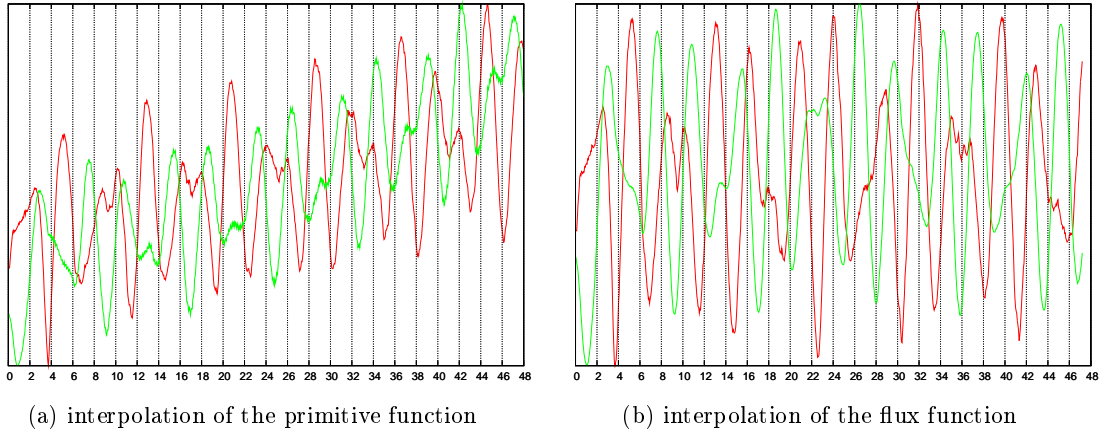 0 2 4 6 8 10 12 14 16 18 20 22 24 26 28 30 32 34 36 38 40 42 44 46 48
0 2 4 6 8 10 12 14 16 18 20 22 24 26 28 30 32 34 36 38 40 42 44 46 48
(a) interpolation of the primitive function
(b) interpolation of the flux function